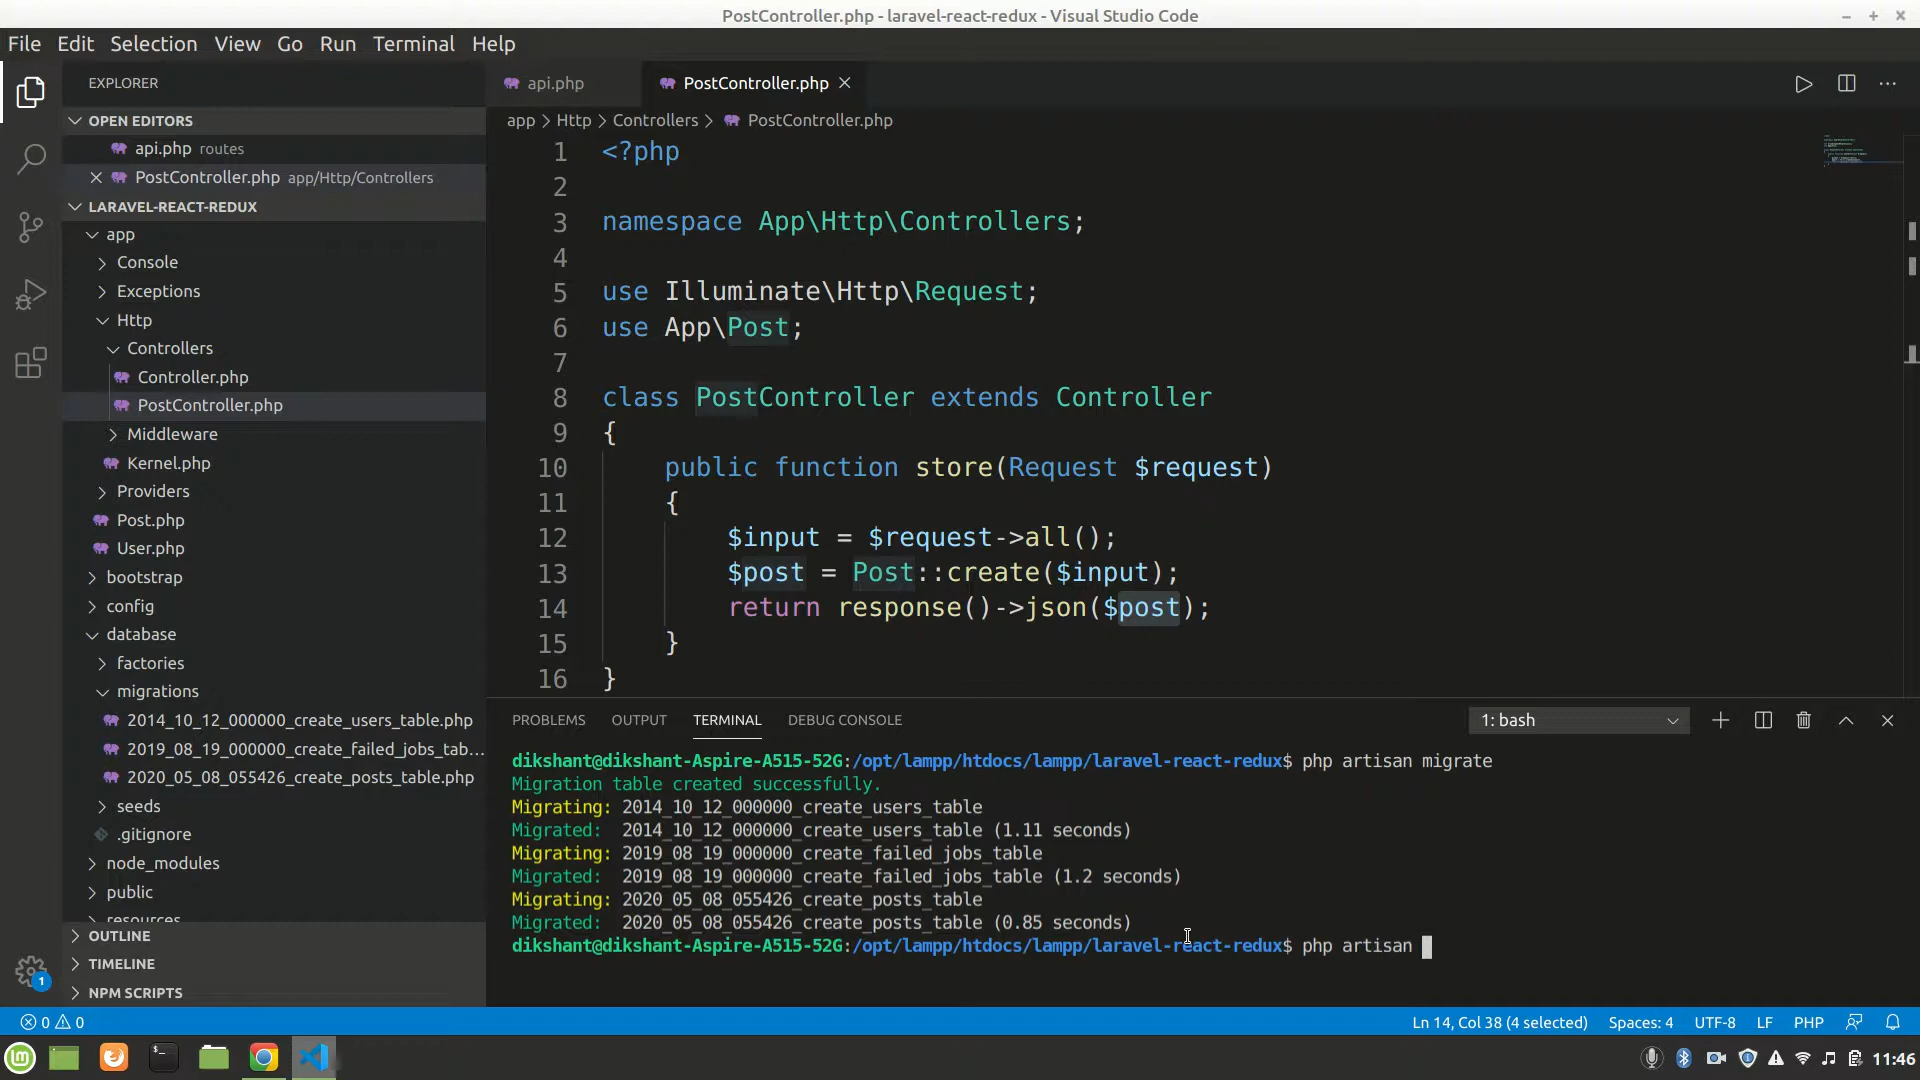 PostController.php - laravel-react-redux - Visual Studio Code
File Edit Selection View Go Run Terminal Help
EXPLORER
OPEN EDITORS
api.php routes
PostController.php app/Http/Controllers
LARAVEL-REACT-REDUX
app
Console
Exceptions
Http
Controllers
Controller.php
PostController.php
Middleware
Kernel.php
Providers
Post.php
User.php
bootstrap
config
database
factories
migrations
2014_10_12_000000_create_users_table.php
2019_08_19_000000_create_failed_jobs_tab...
2020_05_08_055426_create_posts_table.php
seeds
.gitignore
node_modules
public
resources
OUTLINE
TIMELINE
NPM SCRIPTS
1
api.php PostController.php
app > Http > Controllers > PostController.php
1 <?php
2
3 namespace App\Http\Controllers;
4
5 use Illuminate\Http\Request;
6 use App\Post;
7
8 class PostController extends Controller
9 {
10 public function store(Request $request)
11 {
12 $input = $request->all();
13 $post = Post::create($input);
14 return response()->json($post);
15 }
16 }
PROBLEMS OUTPUT TERMINAL DEBUG CONSOLE 1: bash
dikshant@dikshant-Aspire-A515-52G:/opt/lampp/htdocs/lampp/laravel-react-redux$ php artisan migrate
Migration table created successfully.
Migrating: 2014_10_12_000000_create_users_table
Migrated: 2014_10_12_000000_create_users_table (1.11 seconds)
Migrating: 2019_08_19_000000_create_failed_jobs_table
Migrated: 2019_08_19_000000_create_failed_jobs_table (1.2 seconds)
Migrating: 2020_05_08_055426_create_posts_table
Migrated: 2020_05_08_055426_create_posts_table (0.85 seconds)
dikshant@dikshant-Aspire-A515-52G:/opt/lampp/htdocs/lampp/laravel-react-redux$ php artisan
0 0 Ln 14, Col 38 (4 selected) Spaces: 4 UTF-8 LF PHP
11:46